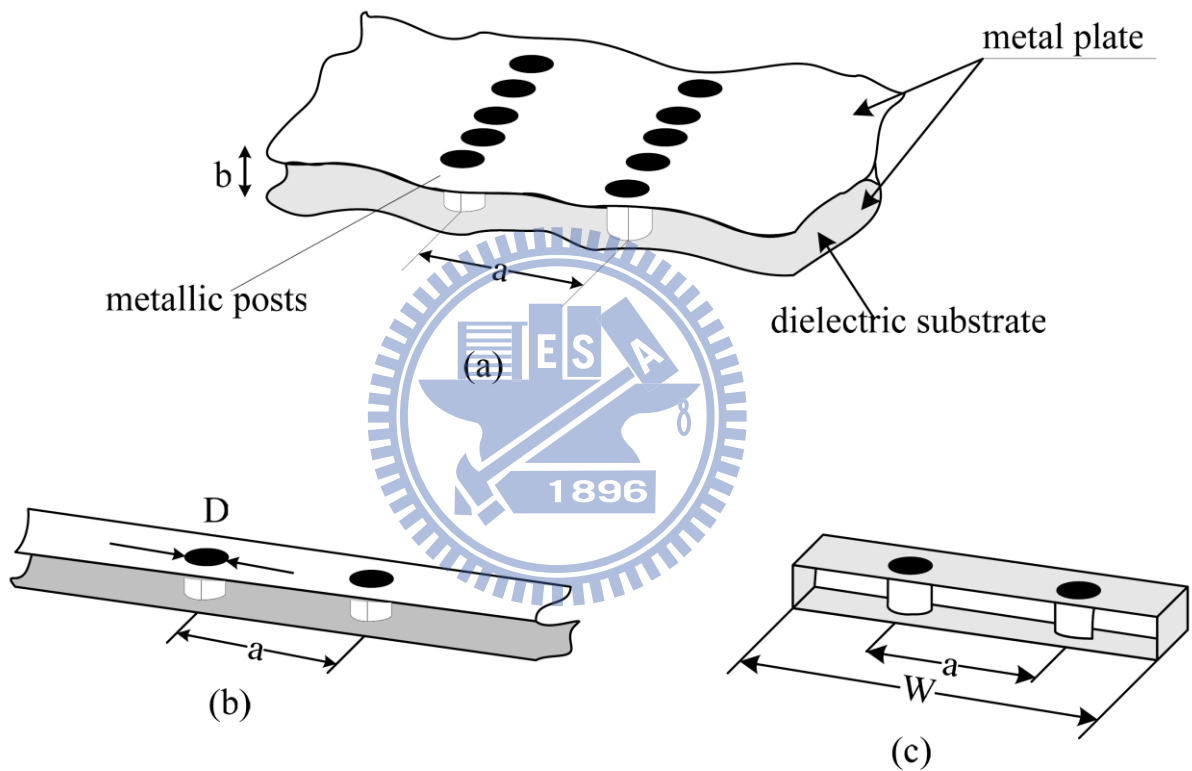 metal plate
b
a
metallic posts
dielectric substrate
(a)
E S A
1896
D
a
(b)
a
W
(c)